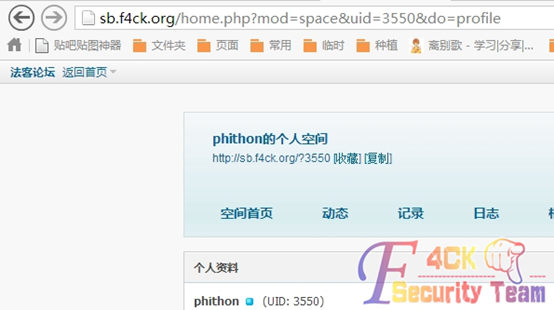 sb.f4ck.org/home.php?mod=space&uid=3550&do=profile
贴吧贴图神器 文件夹 页面 常用 临时 种植 离别歌 - 学习|分享|...
法客论坛 返回首页
phithon的个人空间
http://sb.f4ck.org/?3550 [收藏] [复制]
空间首页 动态 记录 日志
个人资料
phithon (UID: 3550)
F4CK
Security Team